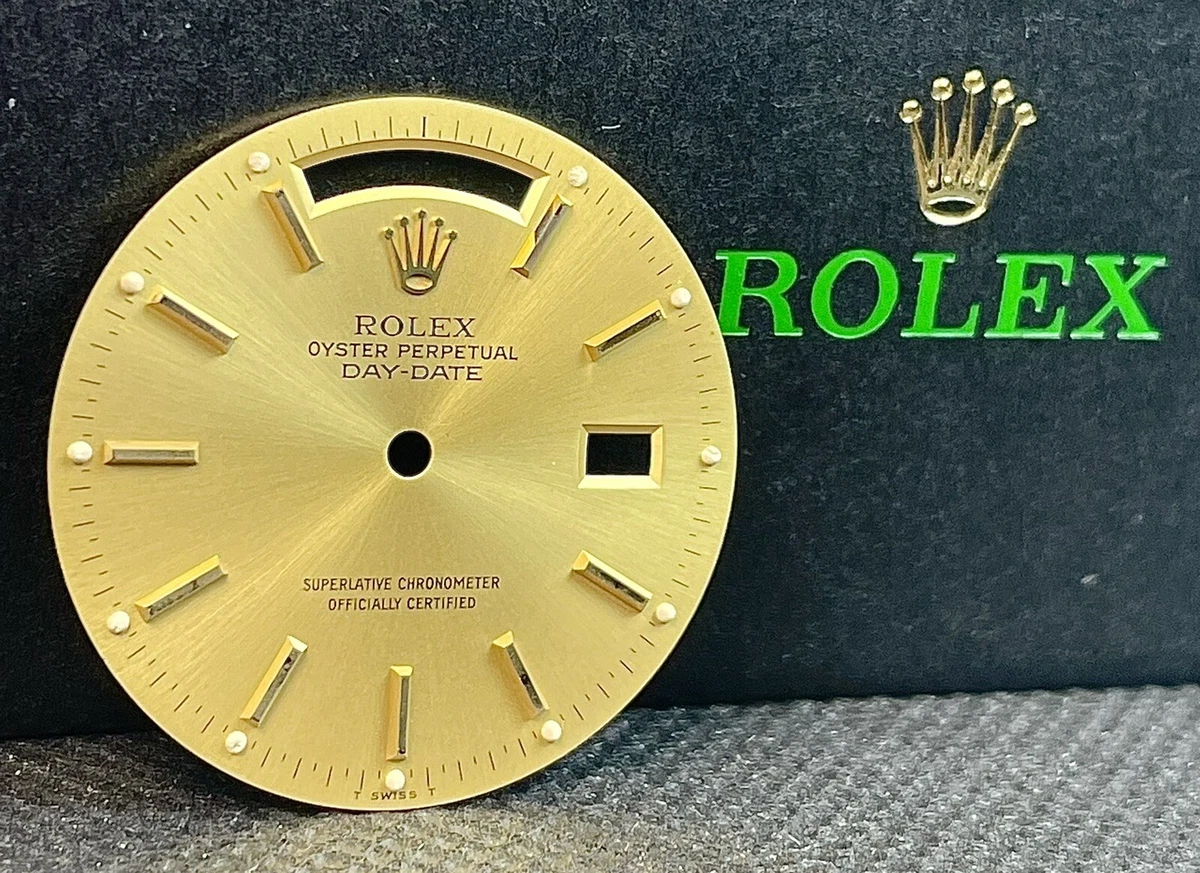 ROLEX
OYSTER PERPETUAL
DAY-DATE
SUPERLATIVE CHRONOMETER
OFFICIALLY CERTIFIED
T SWISS T
ROLEX